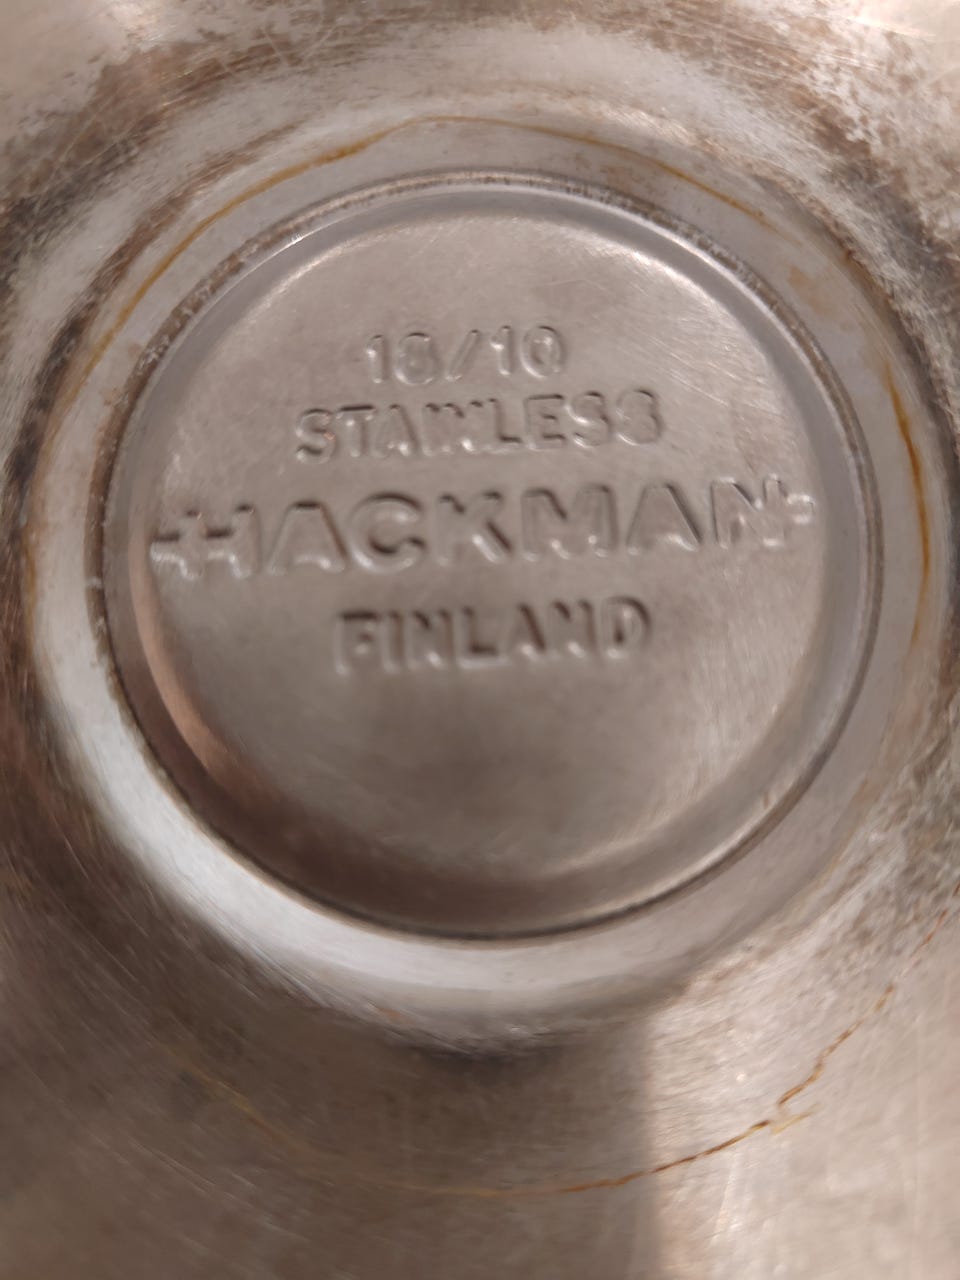 18/10
STAINLESS
HACKMAN
FINLAND